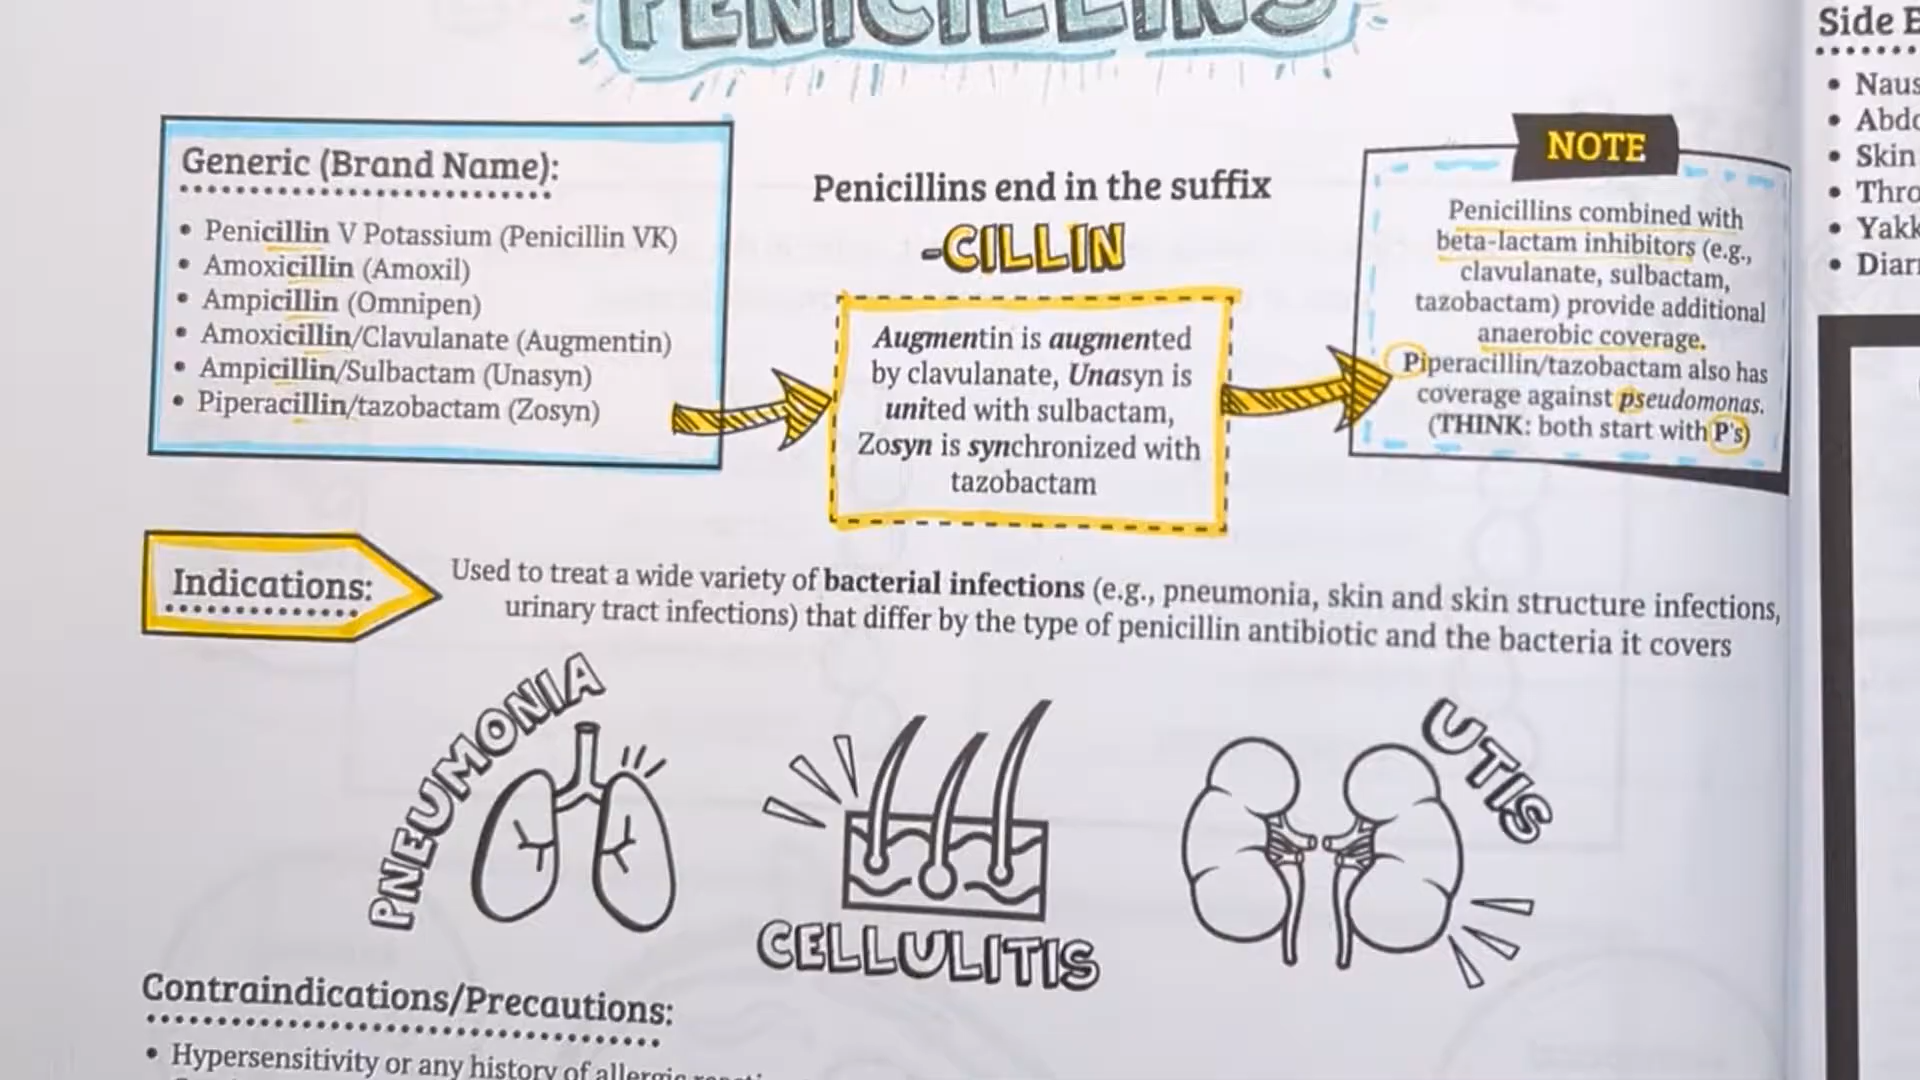 PENICILLINS
Generic (Brand Name):
• Penicillin V Potassium (Penicillin VK)
• Amoxicillin (Amoxil)
• Ampicillin (Omnipen)
• Amoxicillin/Clavulanate (Augmentin)
• Ampicillin/Sulbactam (Unasyn)
• Piperacillin/tazobactam (Zosyn)
Penicillins end in the suffix
-CILLIN
Augmentin is augmented
by clavulanate, Unasyn is
united with sulbactam,
Zosyn is synchronized with
tazobactam
NOTE
Penicillins combined with
beta-lactam inhibitors (e.g.,
clavulanate, sulbactam,
tazobactam) provide additional
anaerobic coverage.
Piperacillin/tazobactam also has
coverage against pseudomonas.
(THINK: both start with P's)
Indications:
Used to treat a wide variety of bacterial infections (e.g., pneumonia, skin and skin structure infections,
urinary tract infections) that differ by the type of penicillin antibiotic and the bacteria it covers
PNEUMONIA
CELLULITIS
UTIS
Contraindications/Precautions:
• Hypersensitivity or any history of allergic
Side
• Skin